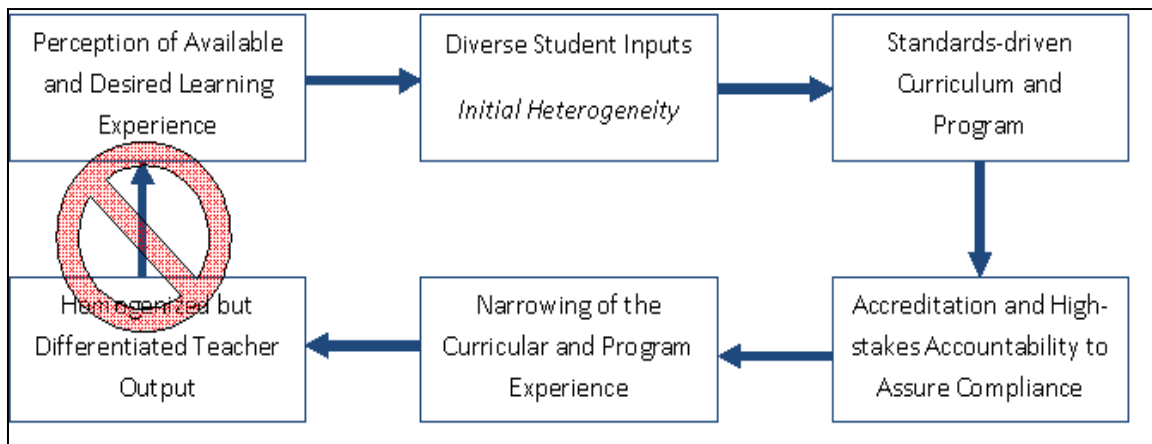 Perception of Available
and Desired Learning
Experience
Diverse Student Inputs
Initial Heterogeneity
Standards-driven
Curriculum and
Program
Accreditation and High-
stakes Accountability to
Assure Compliance
Narrowing of the
Curricular and Program
Experience
Homogenized but
Differentiated Teacher
Output